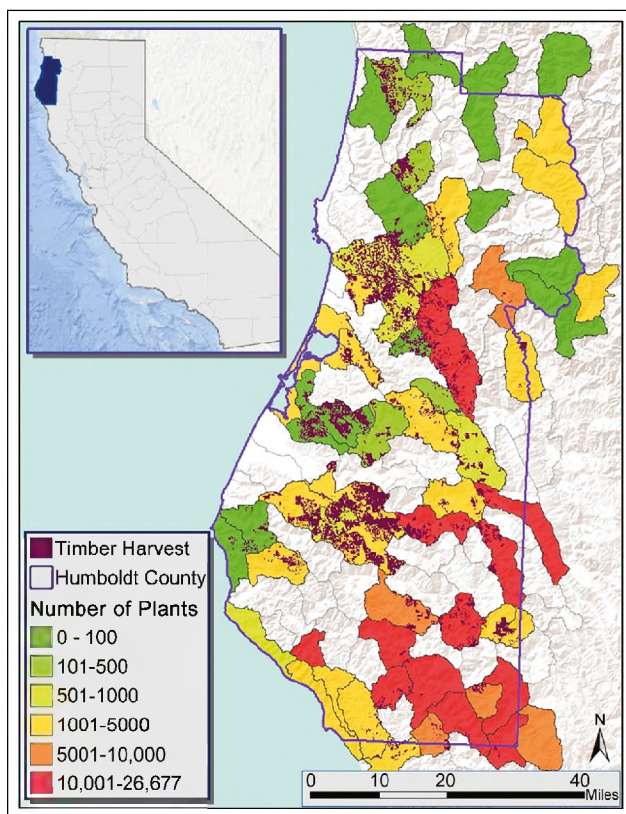 Timber Harvest
Humboldt County
Number of Plants
0 - 100
101-500
501-1000
1001-5000
5001-10,000
10,001-26,677
N
0 10 20 40
Miles